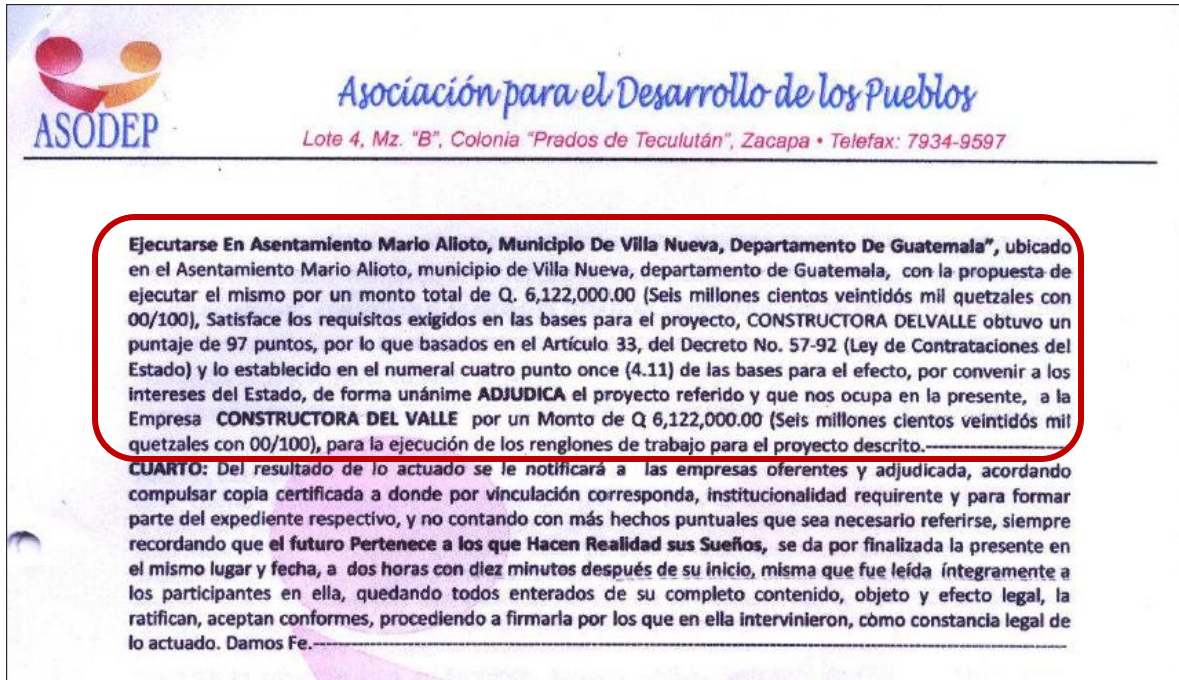 ASODEP
Asociación para el Desarrollo de los Pueblos
Lote 4, Mz. "B", Colonia "Prados de Teculután", Zacapa • Telefax: 7934-9597
Ejecutarse En Asentamiento Mario Alioto, Municipio De Villa Nueva, Departamento De Guatemala", ubicado
en el Asentamiento Mario Alioto, municipio de Villa Nueva, departamento de Guatemala, con la propuesta de
ejecutar el mismo por un monto total de Q. 6,122,000.00 (Seis millones cientos veintidós mil quetzales con
00/100), Satisface los requisitos exigidos en las bases para el proyecto, CONSTRUCTORA DELVALLE obtuvo un
puntaje de 97 puntos, por lo que basados en el Artículo 33, del Decreto No. 57-92 (Ley de Contrataciones del
Estado) y lo establecido en el numeral cuatro punto once (4.11) de las bases para el efecto, por convenir a los
intereses del Estado, de forma unánime ADJUDICA el proyecto referido y que nos ocupa en la presente, a la
Empresa CONSTRUCTORA DEL VALLE por un Monto de Q 6,122,000.00 (Seis millones cientos veintidós mil
quetzales con 00/100), para la ejecución de los renglones de trabajo para el proyecto descrito.--------------------
CUARTO: Del resultado de lo actuado se le notificará a las empresas oferentes y adjudicada, acordando
compulsar copia certificada a donde por vinculación corresponda, institucionalidad requirente y para formar
parte del expediente respectivo, y no contando con más hechos puntuales que sea necesario referirse, siempre
recordando que el futuro Pertenece a los que Hacen Realidad sus Sueños, se da por finalizada la presente en
el mismo lugar y fecha, a dos horas con diez minutos después de su inicio, misma que fue leída íntegramente a
los participantes en ella, quedando todos enterados de su completo contenido, objeto y efecto legal, la
ratifican, aceptan conformes, procediendo a firmarla por los que en ella intervinieron, cómo constancia legal de
lo actuado. Damos Fe.--------------------